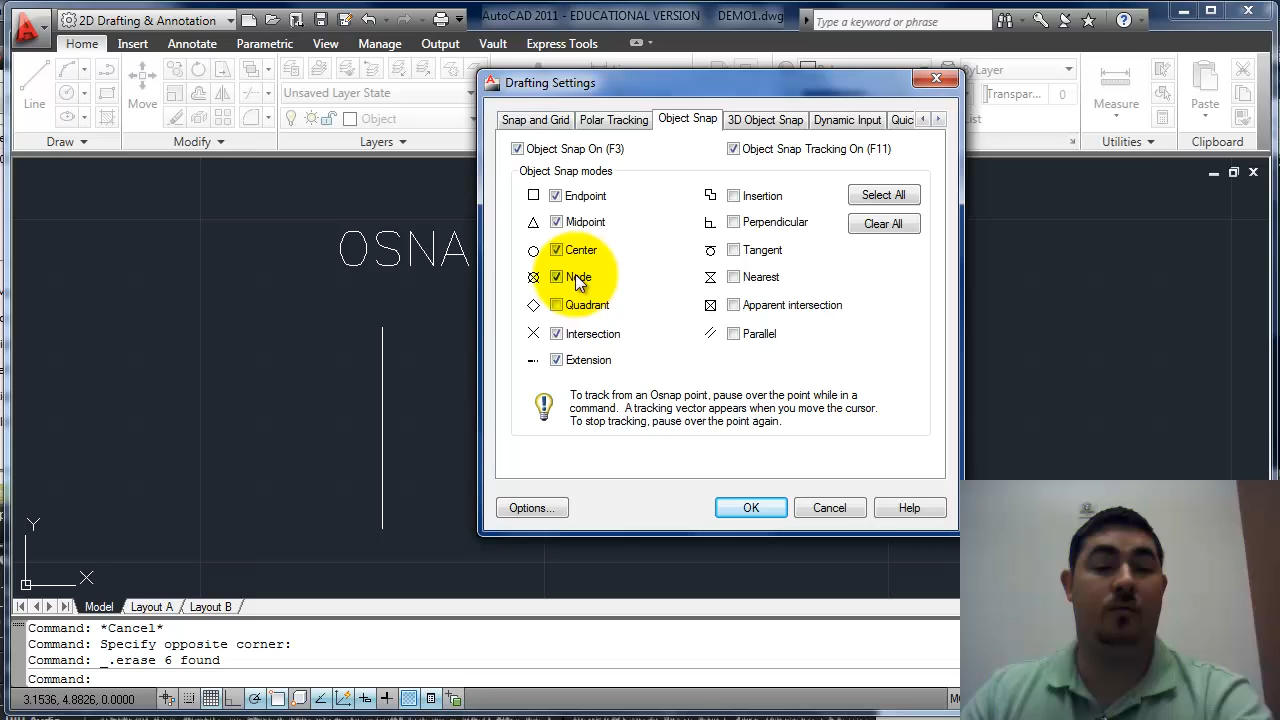 2D Drafting & Annotation
AutoCAD 2011 - EDUCATIONAL VERSION DEMO1.dwg
Type a keyword or phrase
Home Insert Annotate Parametric View Manage Output Vault Express Tools
Line
Move
Unsaved Layer State
Object
Draw
Modify
Layers
ByLayer
Transpar... 0
Measure
Paste
Utilities
Clipboard
Drafting Settings
Snap and Grid Polar Tracking Object Snap 3D Object Snap Dynamic Input Quic
Object Snap On (F3) Object Snap Tracking On (F11)
Object Snap modes
Endpoint Insertion Select All
Midpoint Perpendicular Clear All
Center Tangent
Node Nearest
Quadrant Apparent intersection
Intersection Parallel
Extension
To track from an Osnap point, pause over the point while in a
command. A tracking vector appears when you move the cursor.
To stop tracking, pause over the point again.
Options... OK Cancel Help
OSNA
Y
X
Model Layout A Layout B
Command: *Cancel*
Command: Specify opposite corner:
Command: _.erase 6 found
Command:
3.1536, 4.8826, 0.0000